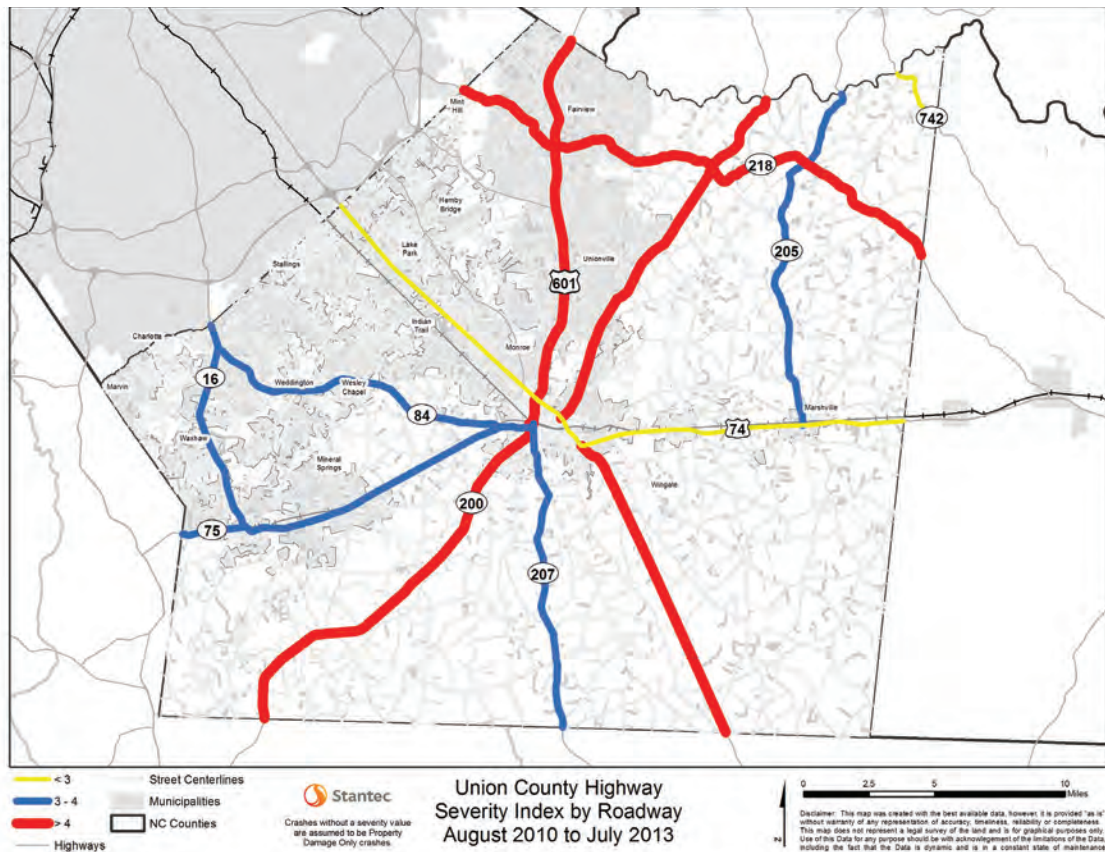 742
Mint
Hill
Fairview
218
Hemby
Bridge
Lake
Park
205
Stallings
Unionville
601
Indian
Trail
Charlotte
Monroe
16
Weddington
Wesley
Chapel
Marvin
84
Marshville
74
Waxhaw
Mineral
Springs
Wingate
200
75
207
< 3
3 - 4
> 4
Highways
Street Centerlines
Municipalities
NC Counties
Stantec
Crashes without a severity value
are assumed to be Property
Damage Only crashes.
Union County Highway
Severity Index by Roadway
August 2010 to July 2013
N
0 2.5 5 10
Miles
Disclaimer: This map was created with the best available data, however, it is provided "as is"
without warranty of any representation of accuracy, timeliness, reliability or completeness.
This map does not represent a legal survey of the land and is for graphical purposes only.
Use of this Data for any purpose should be with acknowledgement of the limitations of the Data,
including the fact that the Data is dynamic and is in a constant state of maintenance